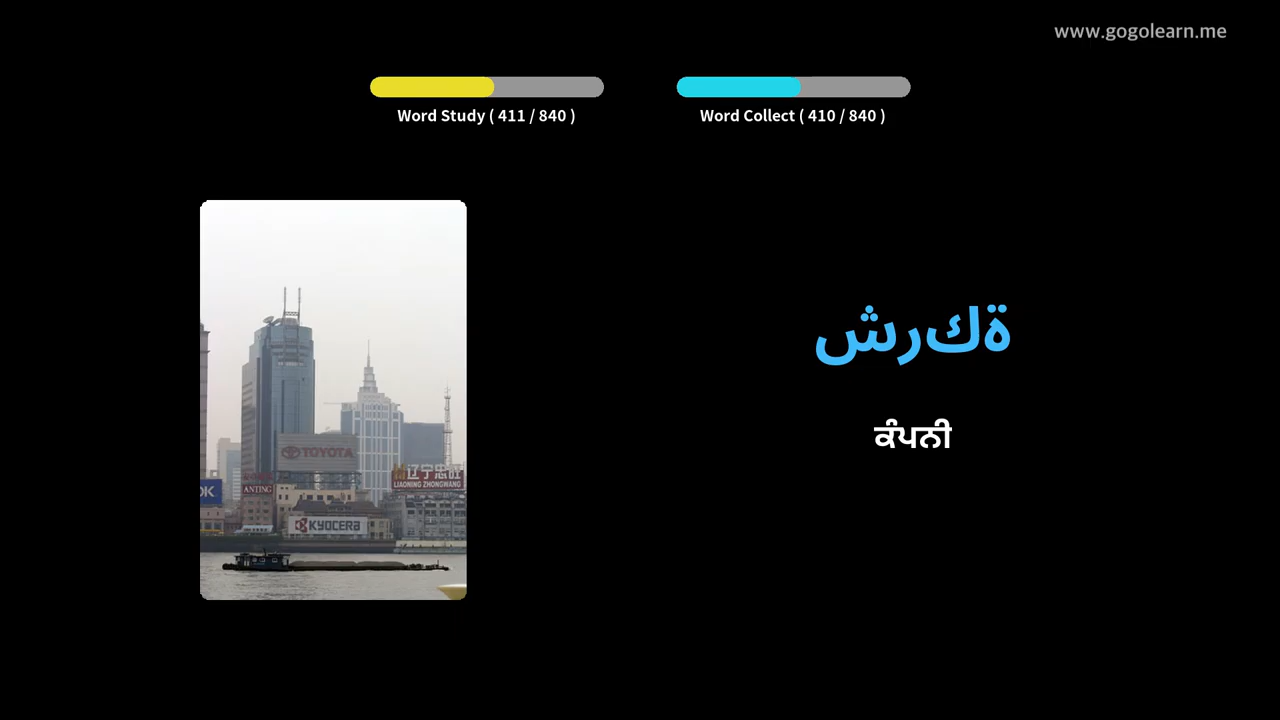 www.gogolearn.me
Word Study ( 411 / 840 )
Word Collect ( 410 / 840 )
شركة
ਕੰਪਨੀ
TOYOTA
辽宁忠旺
LIAONING ZHONGWANG
ANTING
KYOCERA